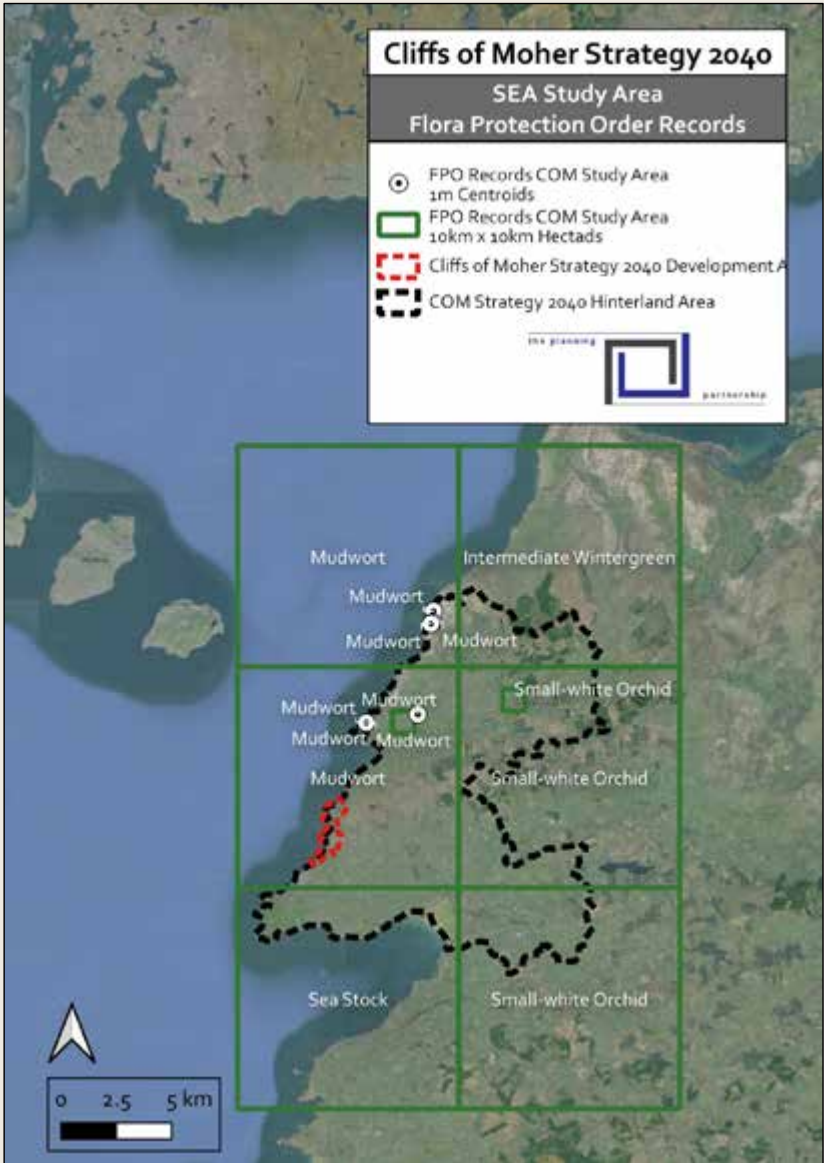 Cliffs of Moher Strategy 2040
SEA Study Area
Flora Protection Order Records
FPO Records COM Study Area
1m Centroids
FPO Records COM Study Area
10km x 10km Hectads
Cliffs of Moher Strategy 2040 Development A
COM Strategy 2040 Hinterland Area
the planning
partnership
Mudwort
Intermediate Wintergreen
Mudwort
Mudwort
Mudwort
Small-white Orchid
Mudwort
Mudwort
Mudwort
Mudwort
Mudwort
Small-white Orchid
Sea Stock
Small-white Orchid
0 2.5 5 km